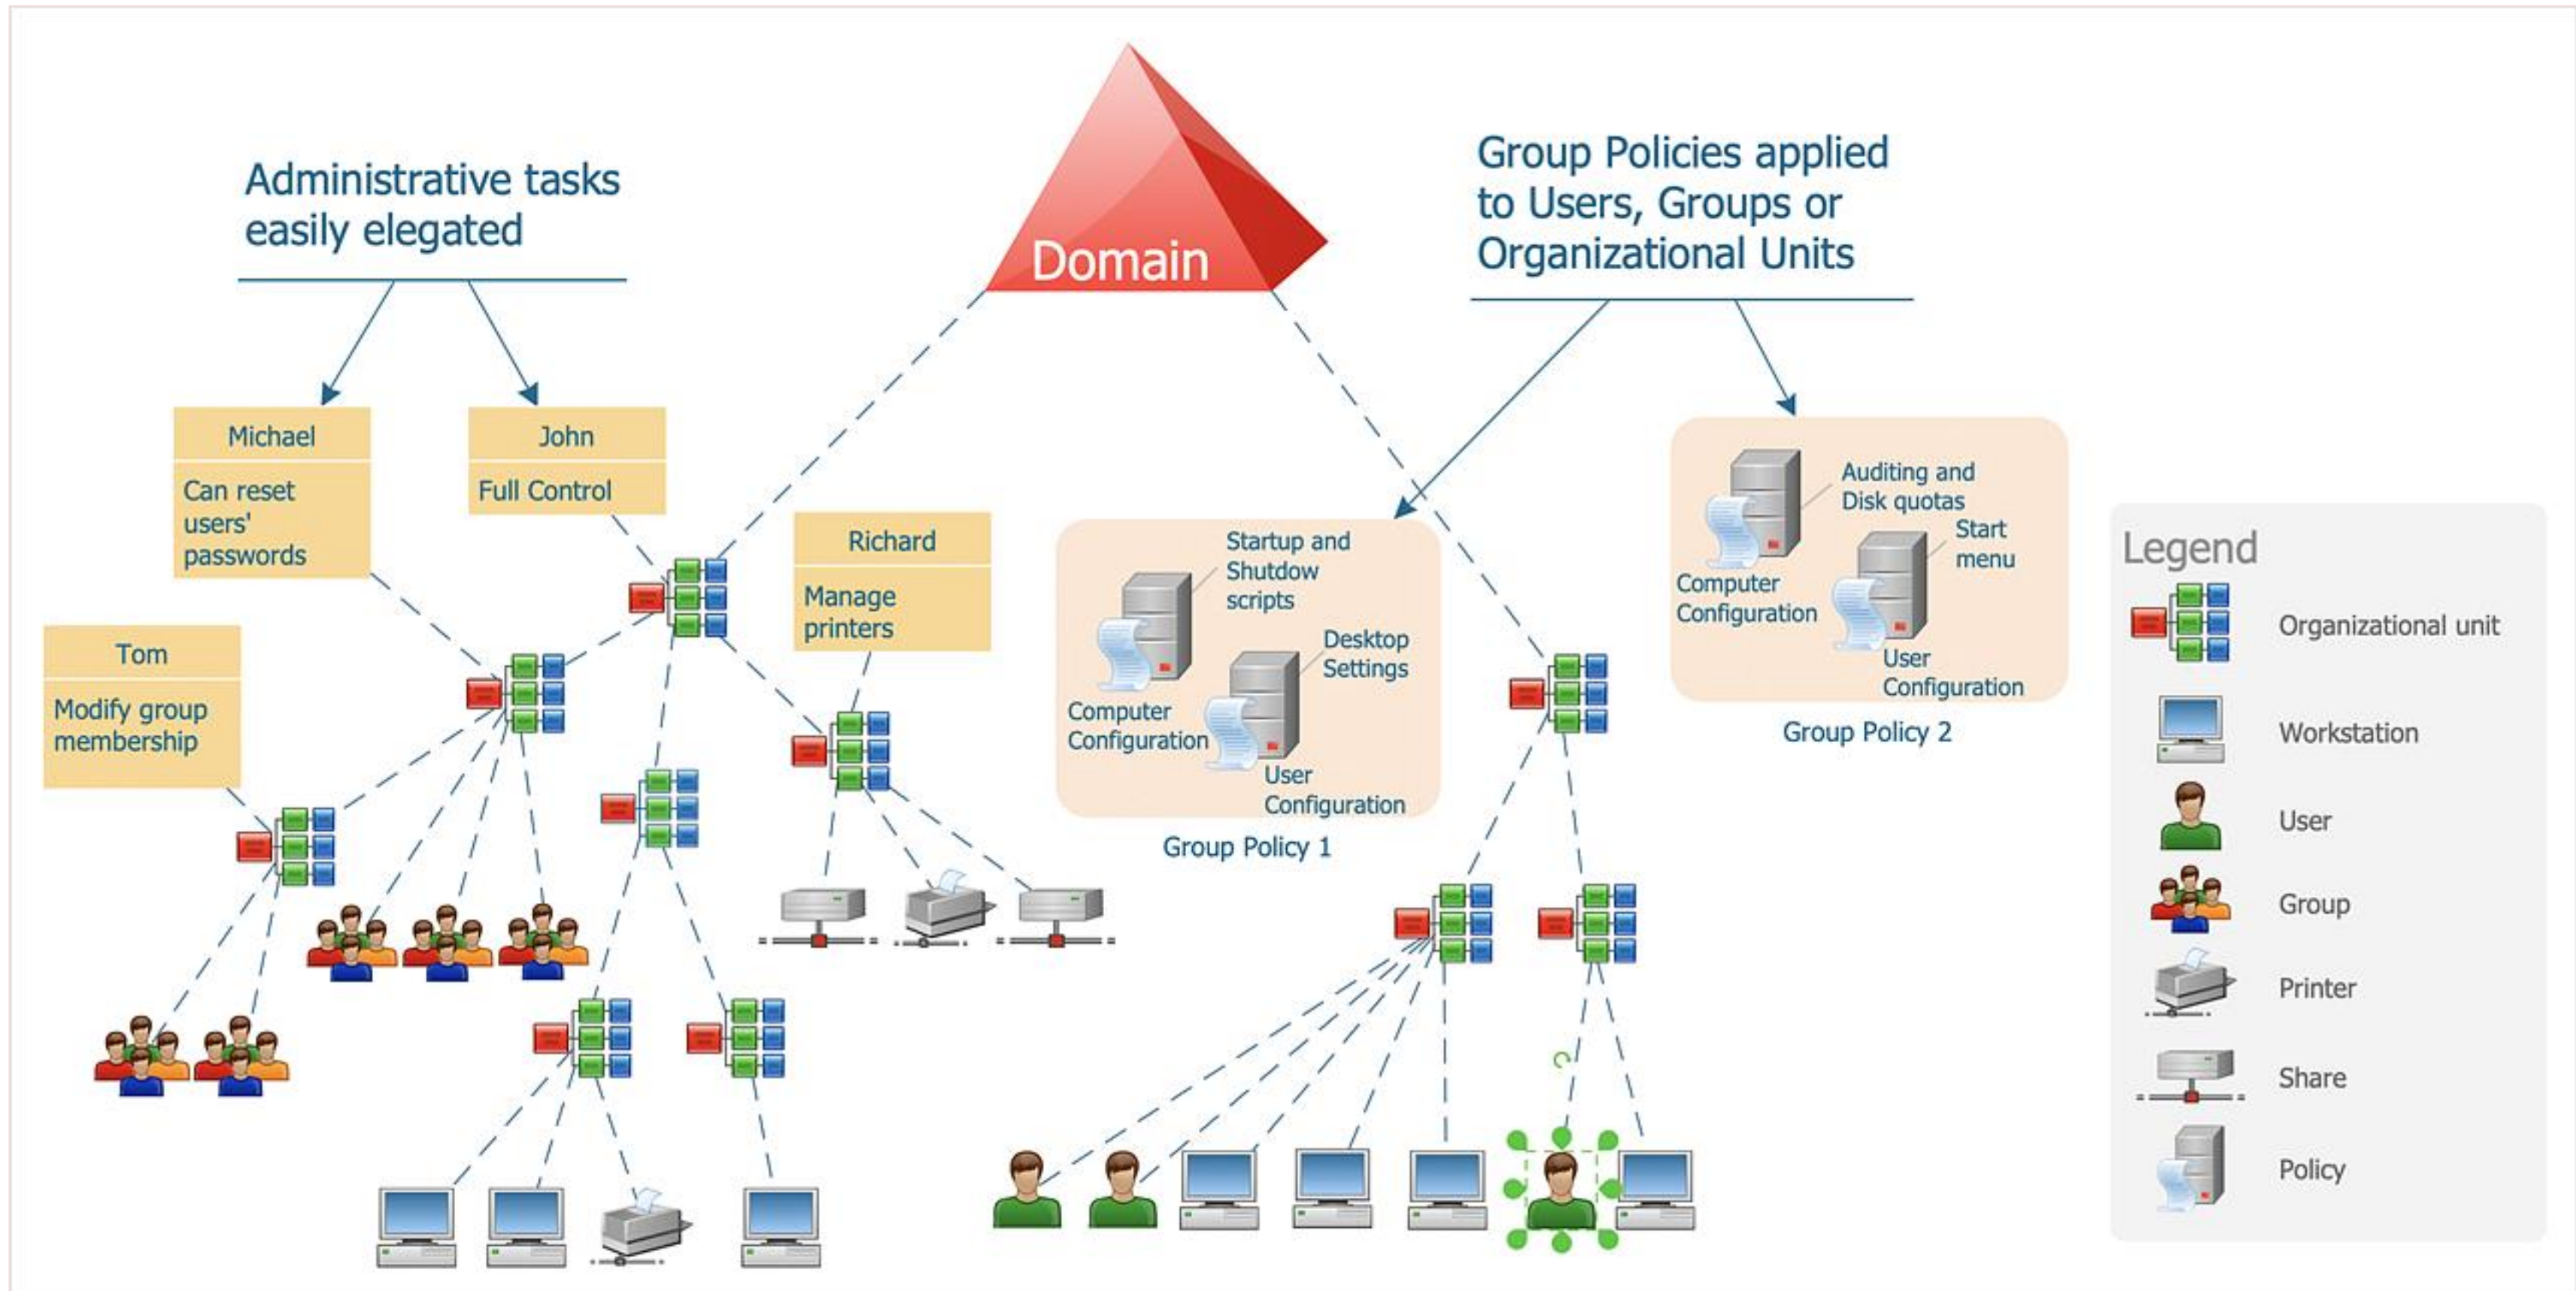 Administrative tasks
easily elegated
Domain
Group Policies applied
to Users, Groups or
Organizational Units
Michael
Can reset
users'
passwords
John
Full Control
Richard
Manage
printers
Tom
Modify group
membership
Startup and
Shutdow
scripts
Desktop
Settings
Computer
Configuration
User
Configuration
Group Policy 1
Auditing and
Disk quotas
Start
menu
Computer
Configuration
User
Configuration
Group Policy 2
Legend
Organizational unit
Workstation
User
Group
Printer
Share
Policy